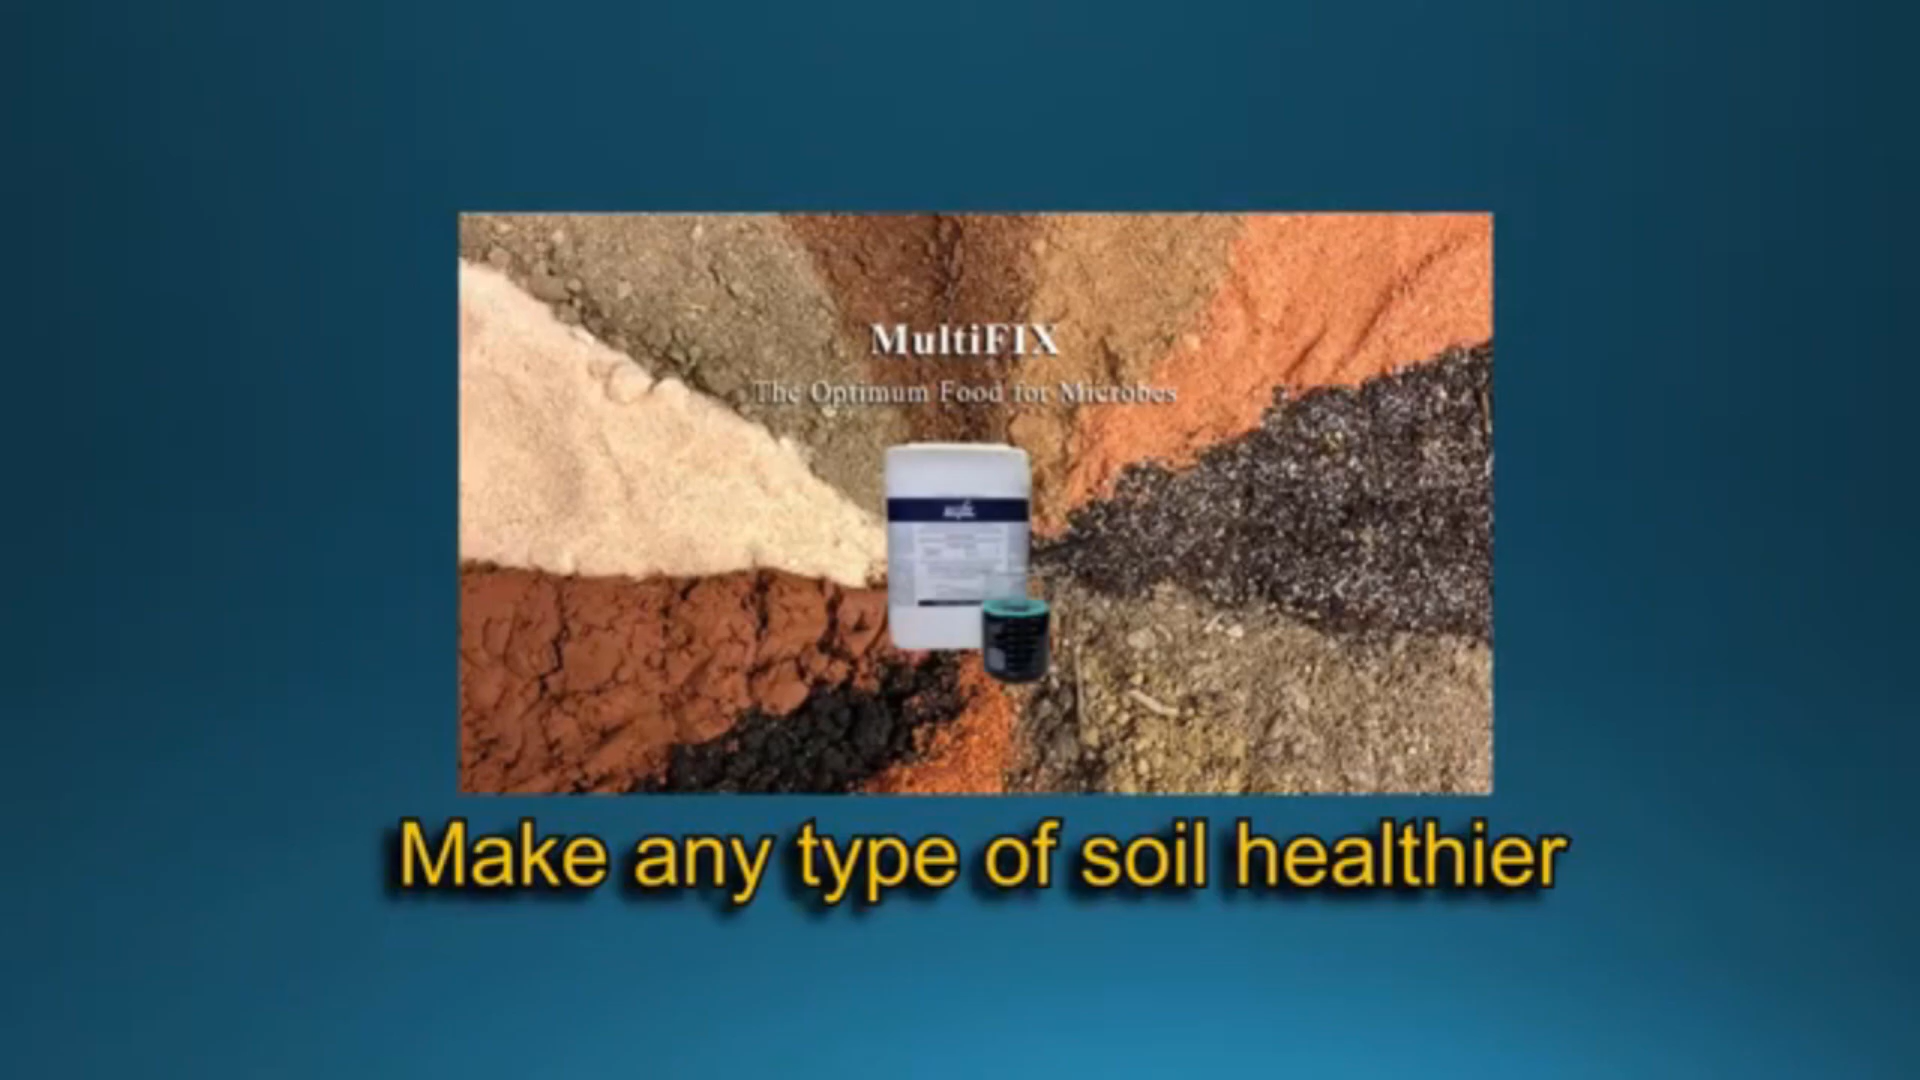 MultiFIX
The Optimum Food for Microbes
Make any type of soil healthier